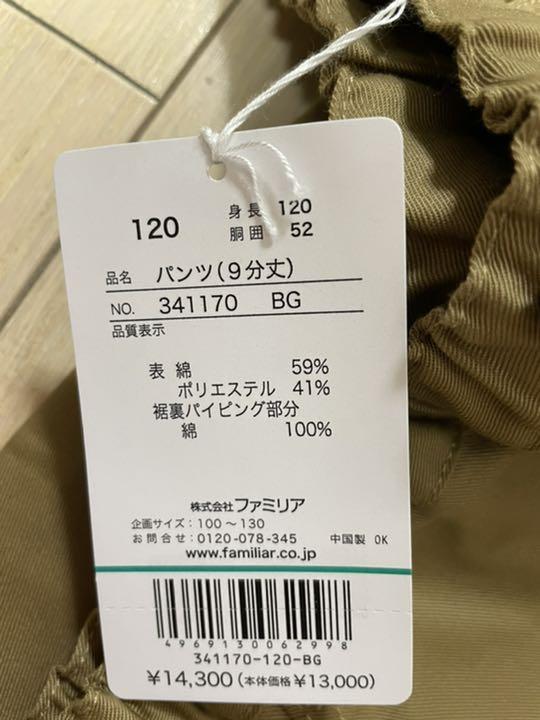 120
身長 120
胴囲 52
品名 パンツ(9分丈)
NO. 341170 BG
品質表示
表 綿 59%
ポリエステル 41%
裾裏パイピング部分
綿 100%
株式会社ファミリア
企画サイズ:100〜130
お問合せ:0120-078-345 中国製 OK
www.familiar.co.jp
4969130062998
341170-120-BG
¥14,300(本体価格¥13,000)